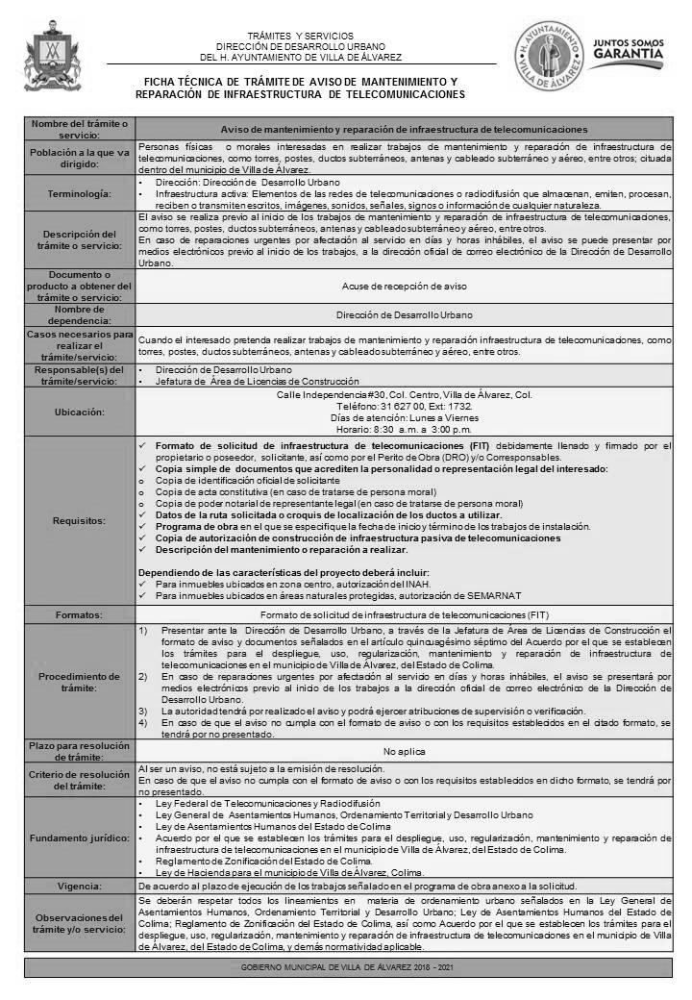 TRÁMITES Y SERVICIOS
DIRECCIÓN DE DESARROLLO URBANO
DEL H. AYUNTAMIENTO DE VILLA DE ÁLVAREZ
H. AYUNTAMIENTO
VILLA DE ÁLVAREZ
JUNTOS SOMOS
GARANTÍA
FICHA TÉCNICA DE TRÁMITE DE AVISO DE MANTENIMIENTO Y
REPARACIÓN DE INFRAESTRUCTURA DE TELECOMUNICACIONES
Nombre del trámite o
servicio:
Aviso de mantenimiento y reparación de infraestructura de telecomunicaciones
Población a la que va
dirigido:
Personas físicas o morales interesadas en realizar trabajos de mantenimiento y reparación de infraestructura de
telecomunicaciones, como torres, postes, ductos subterráneos, antenas y cableado subterráneo y aéreo, entre otros; cituada
dentro del municipio de Villa de Álvarez.
Terminología:
• Dirección: Dirección de Desarrollo Urbano
• Infraestructura activa: Elementos de las redes de telecomunicaciones o radiodifusión que almacenan, emiten, procesan,
reciben o transmiten escritos, imágenes, sonidos, señales, signos o información de cualquier naturaleza.
Descripción del
trámite o servicio:
El aviso se realiza previo al inicio de los trabajos de mantenimiento y reparación de infraestructura de telecomunicaciones,
como torres, postes, ductos subterráneos, antenas y cableado subterráneo y aéreo, entre otros.
En caso de reparaciones urgentes por afectación al servicio en días y horas inhábiles, el aviso se puede presentar por
medios electrónicos previo al inicio de los trabajos, a la dirección oficial de correo electrónico de la Dirección de Desarrollo
Urbano.
Documento o
producto a obtener del
trámite o servicio:
Acuse de recepción de aviso
Nombre de
dependencia:
Dirección de Desarrollo Urbano
Casos necesarios para
realizar el
trámite/servicio:
Cuando el interesado pretenda realizar trabajos de mantenimiento y reparación infraestructura de telecomunicaciones, como
torres, postes, ductos subterráneos, antenas y cableado subterráneo y aéreo, entre otros.
Responsable(s) del
trámite/servicio:
• Dirección de Desarrollo Urbano
• Jefatura de Área de Licencias de Construcción
Ubicación:
Calle Independencia #30, Col. Centro, Villa de Álvarez, Col.
Teléfono: 31 627 00, Ext: 1732.
Días de atención: Lunes a Viernes
Horario: 8:30 a.m. a 3:00 p.m.
Requisitos:
✓ Formato de solicitud de infraestructura de telecomunicaciones (FIT) debidamente llenado y firmado por el
propietario o poseedor, solicitante, así como por el Perito de Obra (DRO) y/o Corresponsables.
✓ Copia simple de documentos que acrediten la personalidad o representación legal del interesado:
o Copia de identificación oficial de solicitante
o Copia de acta constitutiva (en caso de tratarse de persona moral)
o Copia de poder notarial de representante legal (en caso de tratarse de persona moral)
✓ Datos de la ruta solicitada o croquis de localización de los ductos a utilizar.
✓ Programa de obra en el que se especifique la fecha de inicio y término de los trabajos de instalación.
✓ Copia de autorización de construcción de infraestructura pasiva de telecomunicaciones
✓ Descripción del mantenimiento o reparación a realizar.
Dependiendo de las características del proyecto deberá incluir:
✓ Para inmuebles ubicados en zona centro, autorización del INAH.
✓ Para inmuebles ubicados en áreas naturales protegidas, autorización de SEMARNAT
Formatos:
Formato de solicitud de infraestructura de telecomunicaciones (FIT)
Procedimiento de
trámite:
1) Presentar ante la Dirección de Desarrollo Urbano, a través de la Jefatura de Área de Licencias de Construcción el
formato de aviso y documentos señalados en el artículo quincuagésimo séptimo del Acuerdo por el que se establecen
los trámites para el despliegue, uso, regularización, mantenimiento y reparación de infraestructura de
telecomunicaciones en el municipio de Villa de Álvarez, del Estado de Colima.
2) En caso de reparaciones urgentes por afectación al servicio en días y horas inhábiles, el aviso se presentará por
medios electrónicos previo al inicio de los trabajos a la dirección oficial de correo electrónico de la Dirección de
Desarrollo Urbano.
3) La autoridad tendrá por realizado el aviso y podrá ejercer atribuciones de supervisión o verificación.
4) En caso de que el aviso no cumpla con el formato de aviso o con los requisitos establecidos en el citado formato, se
tendrá por no presentado.
Plazo para resolución
de trámite:
No aplica
Criterio de resolución
del trámite:
Al ser un aviso, no está sujeto a la emisión de resolución.
En caso de que el aviso no cumpla con el formato de aviso o con los requisitos establecidos en dicho formato, se tendrá por
no presentado.
Fundamento jurídico:
• Ley Federal de Telecomunicaciones y Radiodifusión
• Ley General de Asentamientos Humanos, Ordenamiento Territorial y Desarrollo Urbano
• Ley de Asentamientos Humanos del Estado de Colima
• Acuerdo por el que se establecen los trámites para el despliegue, uso, regularización, mantenimiento y reparación de
infraestructura de telecomunicaciones en el municipio de Villa de Álvarez, del Estado de Colima.
• Reglamento de Zonificación del Estado de Colima.
• Ley de Hacienda para el municipio de Villa de Álvarez, Colima.
Vigencia:
De acuerdo al plazo de ejecución de los trabajos señalado en el programa de obra anexo a la solicitud.
Observaciones del
trámite y/o servicio:
Se deberán respetar todos los lineamientos en materia de ordenamiento urbano señalados en la Ley General de
Asentamientos Humanos, Ordenamiento Territorial y Desarrollo Urbano; Ley de Asentamientos Humanos del Estado de
Colima; Reglamento de Zonificación del Estado de Colima, así como Acuerdo por el que se establecen los trámites para el
despliegue, uso, regularización, mantenimiento y reparación de infraestructura de telecomunicaciones en el municipio de Villa
de Álvarez, del Estado de Colima, y demás normatividad aplicable.
GOBIERNO MUNICIPAL DE VILLA DE ÁLVAREZ 2018 - 2021